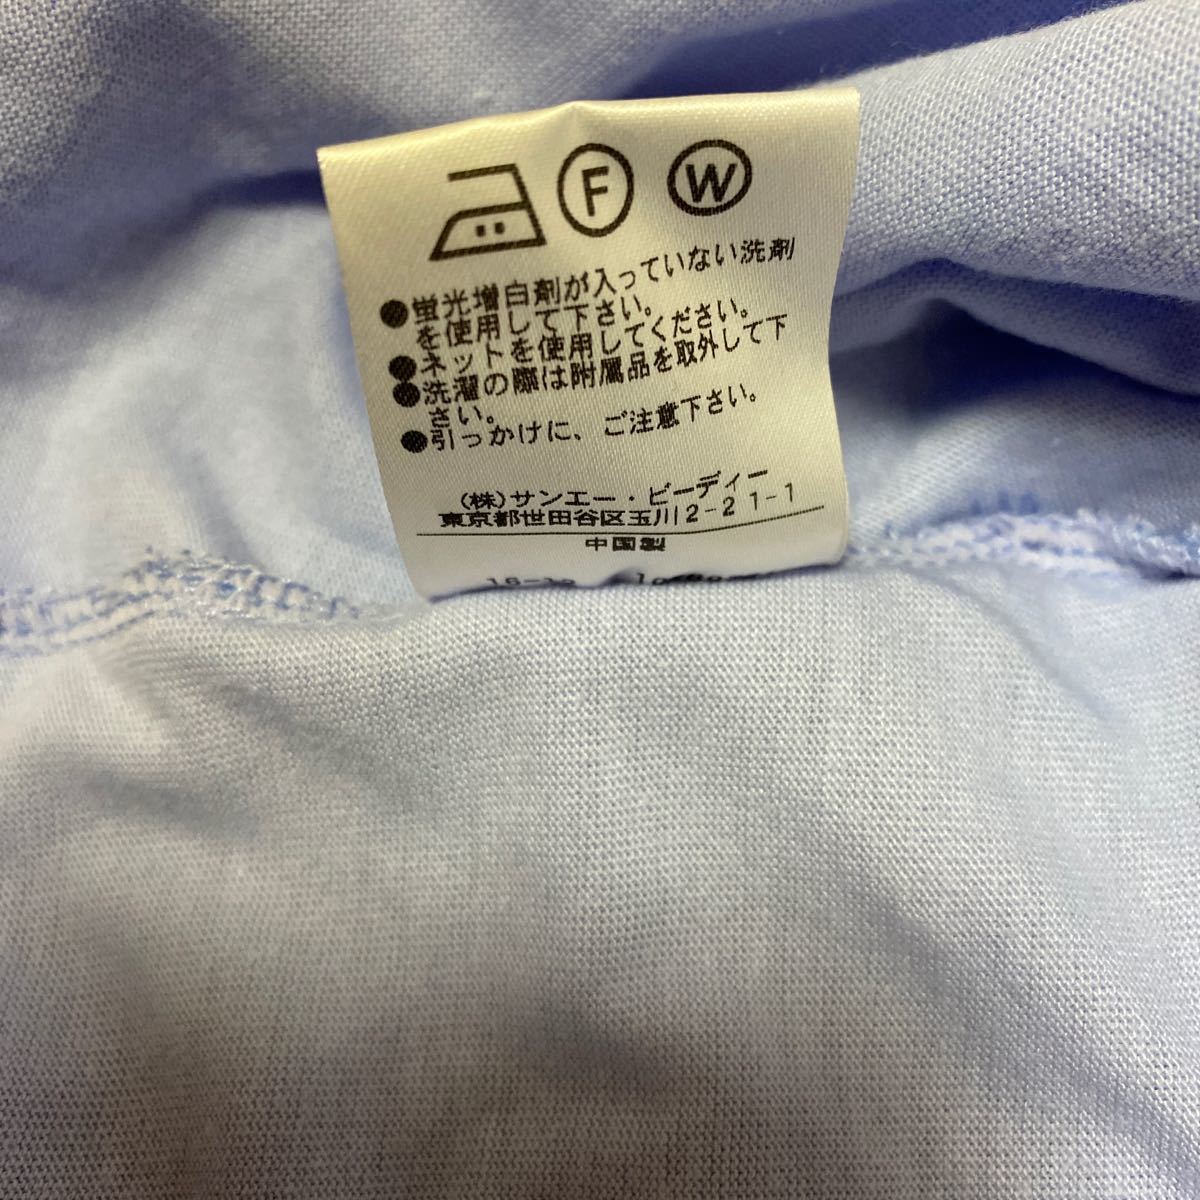 F W
●蛍光増白剤が入っていない洗剤
を使用して下さい。
●ネットを使用してください。
●洗濯の際は附属品を取外して下
さい。
●引っかけに、ご注意下さい。
(株)サンエー・ビーディー
東京都世田谷区玉川2-21-1
中国製